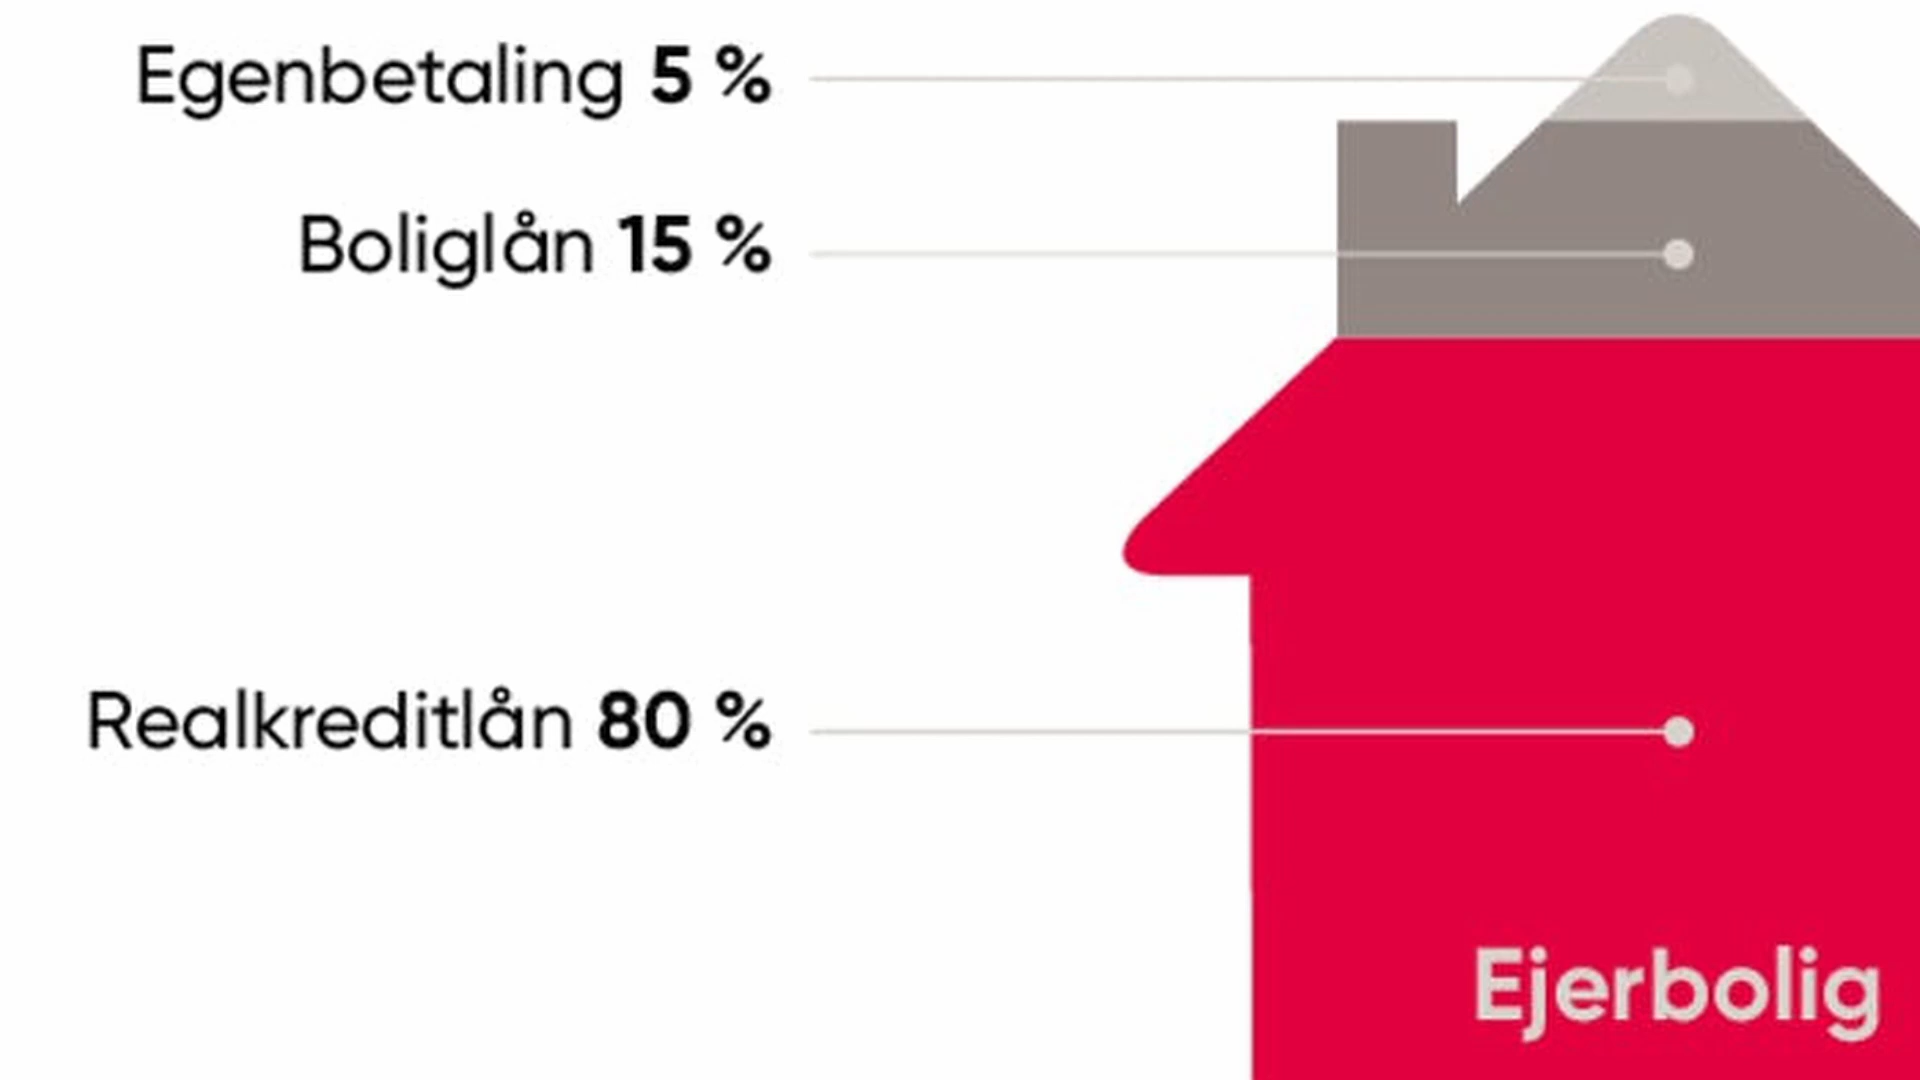 Egenbetaling 5 %
Boliglån 15 %
Realkreditlån 80 %
Ejerbolig